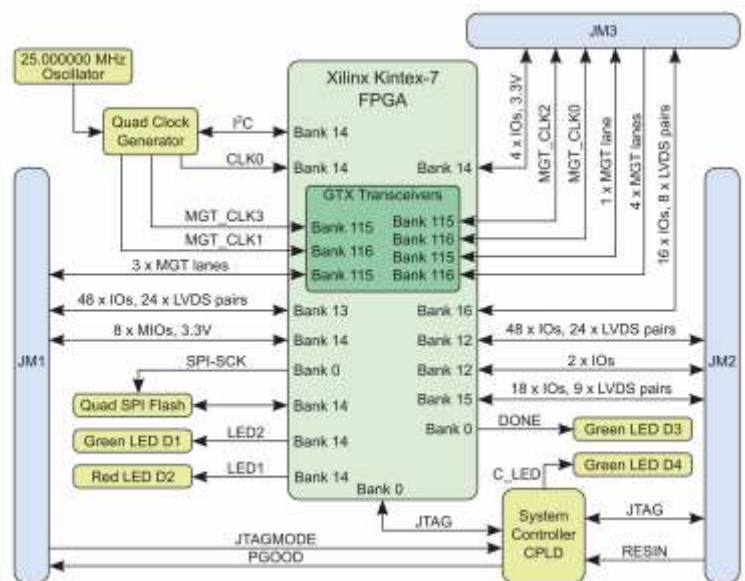 JM3
25.000000 MHz
Oscillator
Xilinx Kintex-7
FPGA
Quad Clock
Generator
I²C
Bank 14
CLK0
Bank 14
Bank 14
4 x IOs, 3.3V
MGT_CLK2
MGT_CLK0
1 x MGT lane
4 x MGT lanes
16 x IOs, 8 x LVDS pairs
GTX Transceivers
MGT_CLK3
Bank 115
Bank 115
MGT_CLK1
Bank 116
Bank 116
Bank 115
3 x MGT lanes
Bank 115
Bank 116
48 x IOs, 24 x LVDS pairs
Bank 13
Bank 16
8 x MIOs, 3.3V
Bank 14
Bank 12
48 x IOs, 24 x LVDS pairs
JM1
SPI-SCK
Bank 0
Bank 12
2 x IOs
JM2
Quad SPI Flash
Bank 14
Bank 15
18 x IOs, 9 x LVDS pairs
Green LED D1
LED2
Bank 14
Bank 0
DONE
Green LED D3
Red LED D2
LED1
Bank 14
Bank 0
C_LED
Green LED D4
JTAG
System
Controller
CPLD
JTAG
JTAGMODE
PGOOD
RESIN